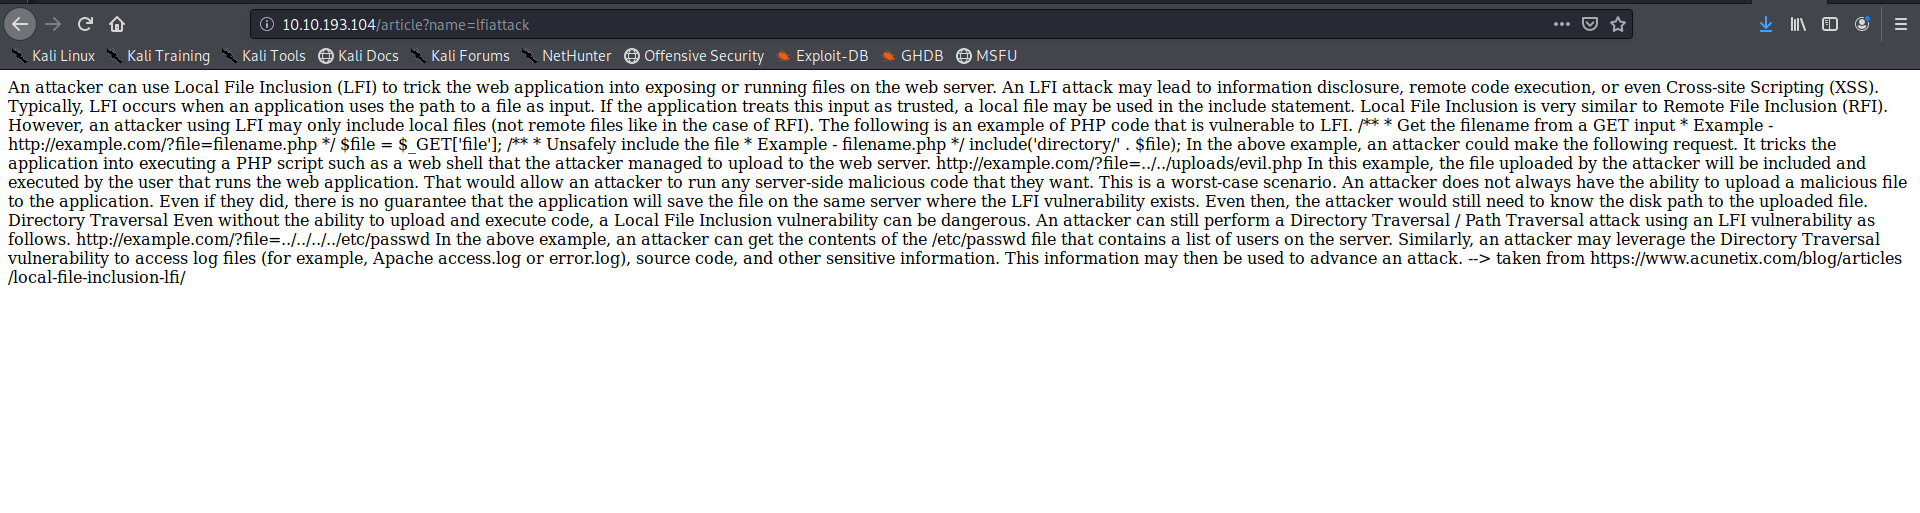 10.10.193.104/article?name=lfiattack
Kali Linux Kali Training Kali Tools Kali Docs Kali Forums NetHunter Offensive Security Exploit-DB GHDB MSFU
An attacker can use Local File Inclusion (LFI) to trick the web application into exposing or running files on the web server. An LFI attack may lead to information disclosure, remote code execution, or even Cross-site Scripting (XSS).
Typically, LFI occurs when an application uses the path to a file as input. If the application treats this input as trusted, a local file may be used in the include statement. Local File Inclusion is very similar to Remote File Inclusion (RFI).
However, an attacker using LFI may only include local files (not remote files like in the case of RFI). The following is an example of PHP code that is vulnerable to LFI. /** * Get the filename from a GET input * Example -
http://example.com/?file=filename.php */ $file = $_GET['file']; /** * Unsafely include the file * Example - filename.php */ include('directory/' . $file); In the above example, an attacker could make the following request. It tricks the
application into executing a PHP script such as a web shell that the attacker managed to upload to the web server. http://example.com/?file=../../uploads/evil.php In this example, the file uploaded by the attacker will be included and
executed by the user that runs the web application. That would allow an attacker to run any server-side malicious code that they want. This is a worst-case scenario. An attacker does not always have the ability to upload a malicious file
to the application. Even if they did, there is no guarantee that the application will save the file on the same server where the LFI vulnerability exists. Even then, the attacker would still need to know the disk path to the uploaded file.
Directory Traversal Even without the ability to upload and execute code, a Local File Inclusion vulnerability can be dangerous. An attacker can still perform a Directory Traversal / Path Traversal attack using an LFI vulnerability as
follows. http://example.com/?file=../../../../etc/passwd In the above example, an attacker can get the contents of the /etc/passwd file that contains a list of users on the server. Similarly, an attacker may leverage the Directory Traversal
vulnerability to access log files (for example, Apache access.log or error.log), source code, and other sensitive information. This information may then be used to advance an attack. --> taken from https://www.acunetix.com/blog/articles
/local-file-inclusion-lfi/